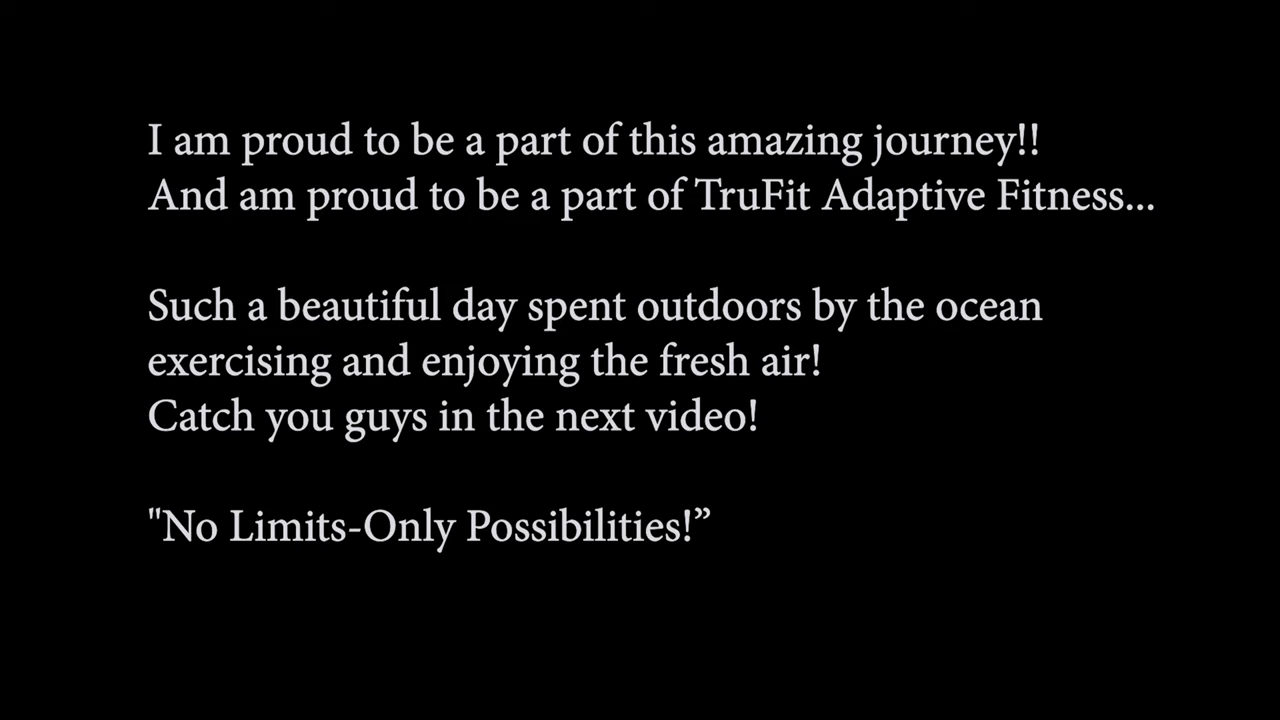 I am proud to be a part of this amazing journey!!
And am proud to be a part of TruFit Adaptive Fitness...
Such a beautiful day spent outdoors by the ocean
exercising and enjoying the fresh air!
Catch you guys in the next video!
"No Limits-Only Possibilities!”